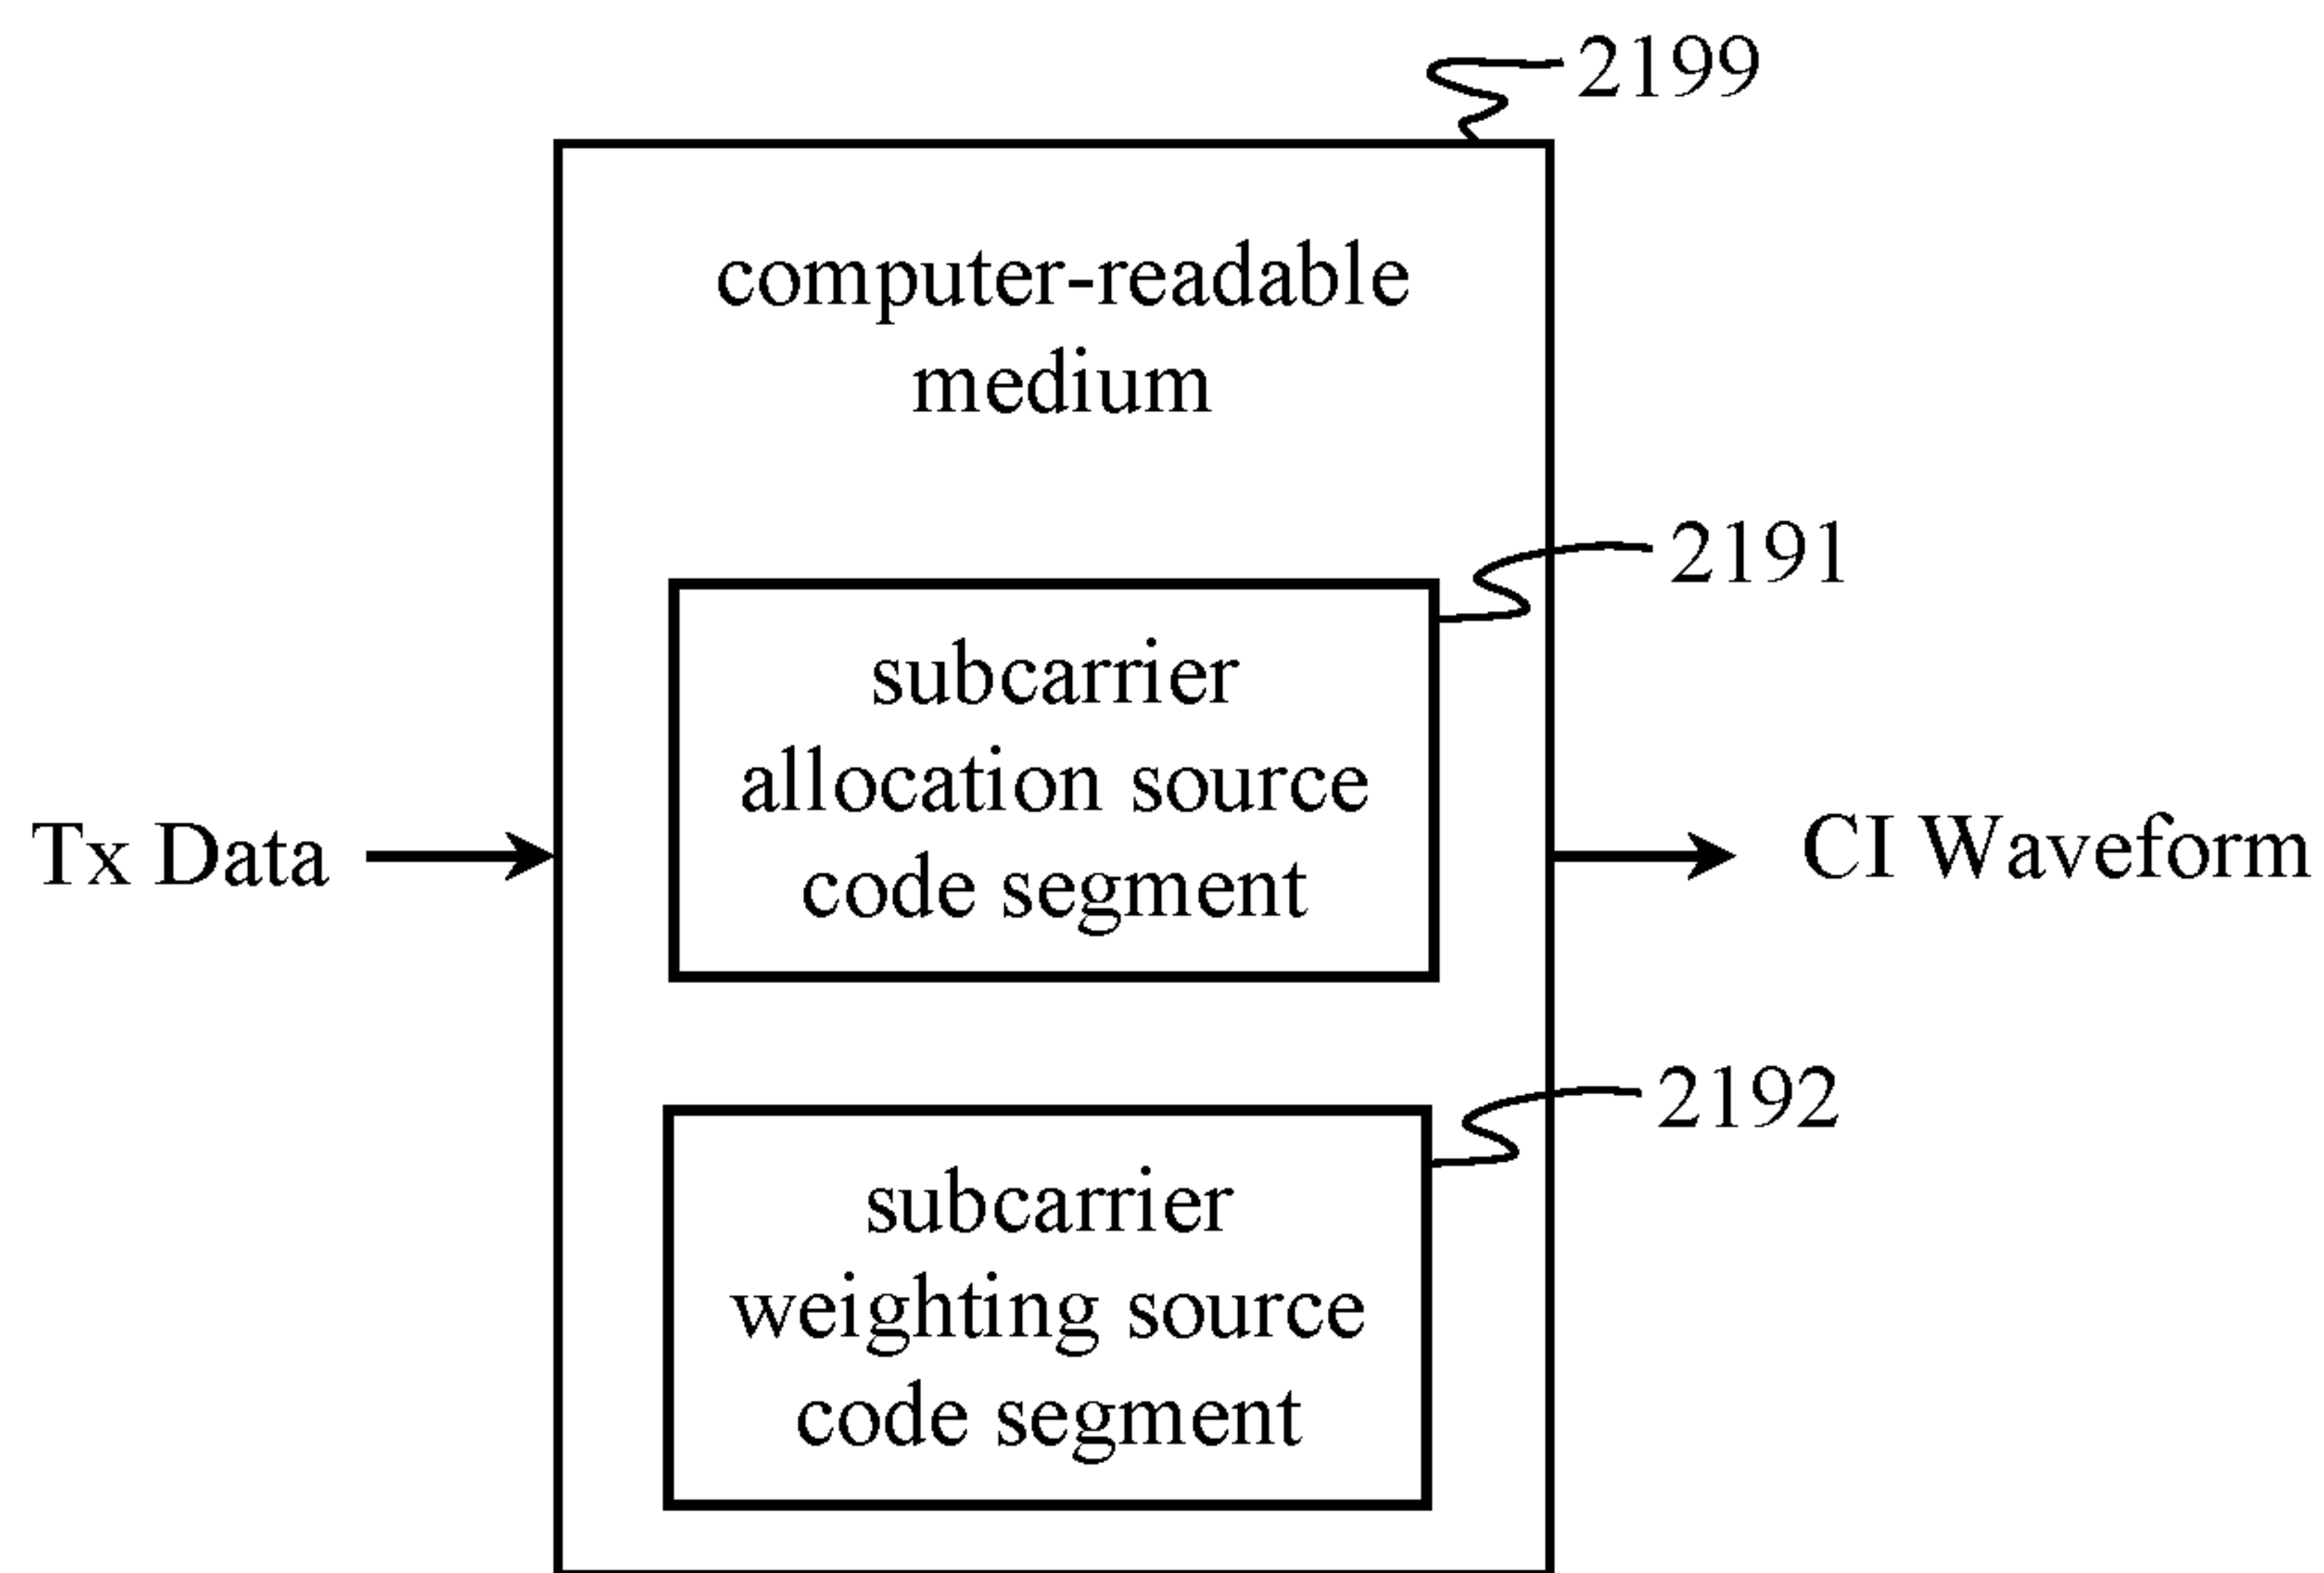 2199
computer-readable
medium
2191
subcarrier
allocation source
code segment
Tx Data
CI Waveform
2192
subcarrier
weighting source
code segment